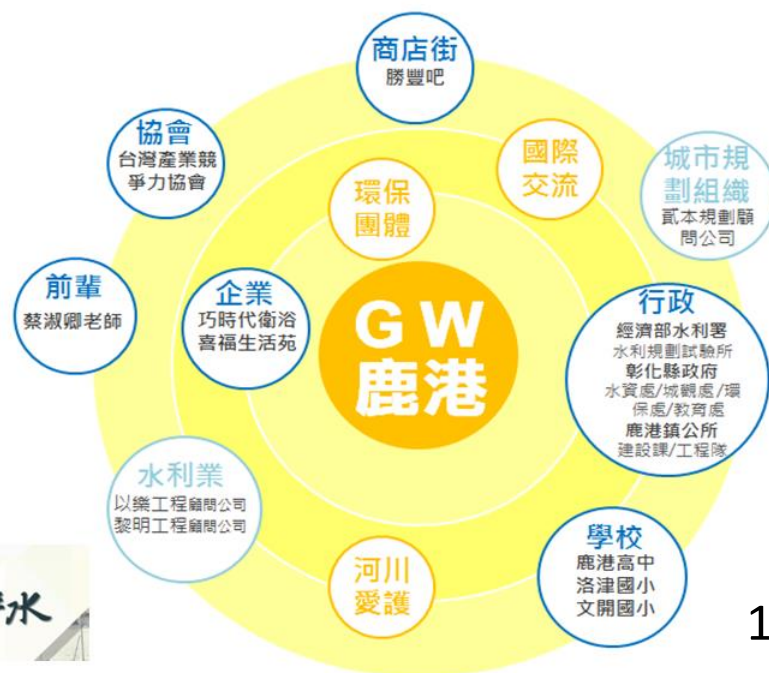 商店街
勝豐吧
協會
台灣產業競
爭力協會
國際
交流
城市規
劃組織
貳本規劃顧
問公司
環保
團體
前輩
蔡淑卿老師
企業
巧時代衛浴
喜福生活苑
GW
鹿港
行政
經濟部水利署
水利規劃試驗所
彰化縣政府
水資處/城觀處/環
保處/教育處
鹿港鎮公所
建設課/工程隊
水利業
以樂工程顧問公司
黎明工程顧問公司
河川
愛護
學校
鹿港高中
洛津國小
文開國小
水
1